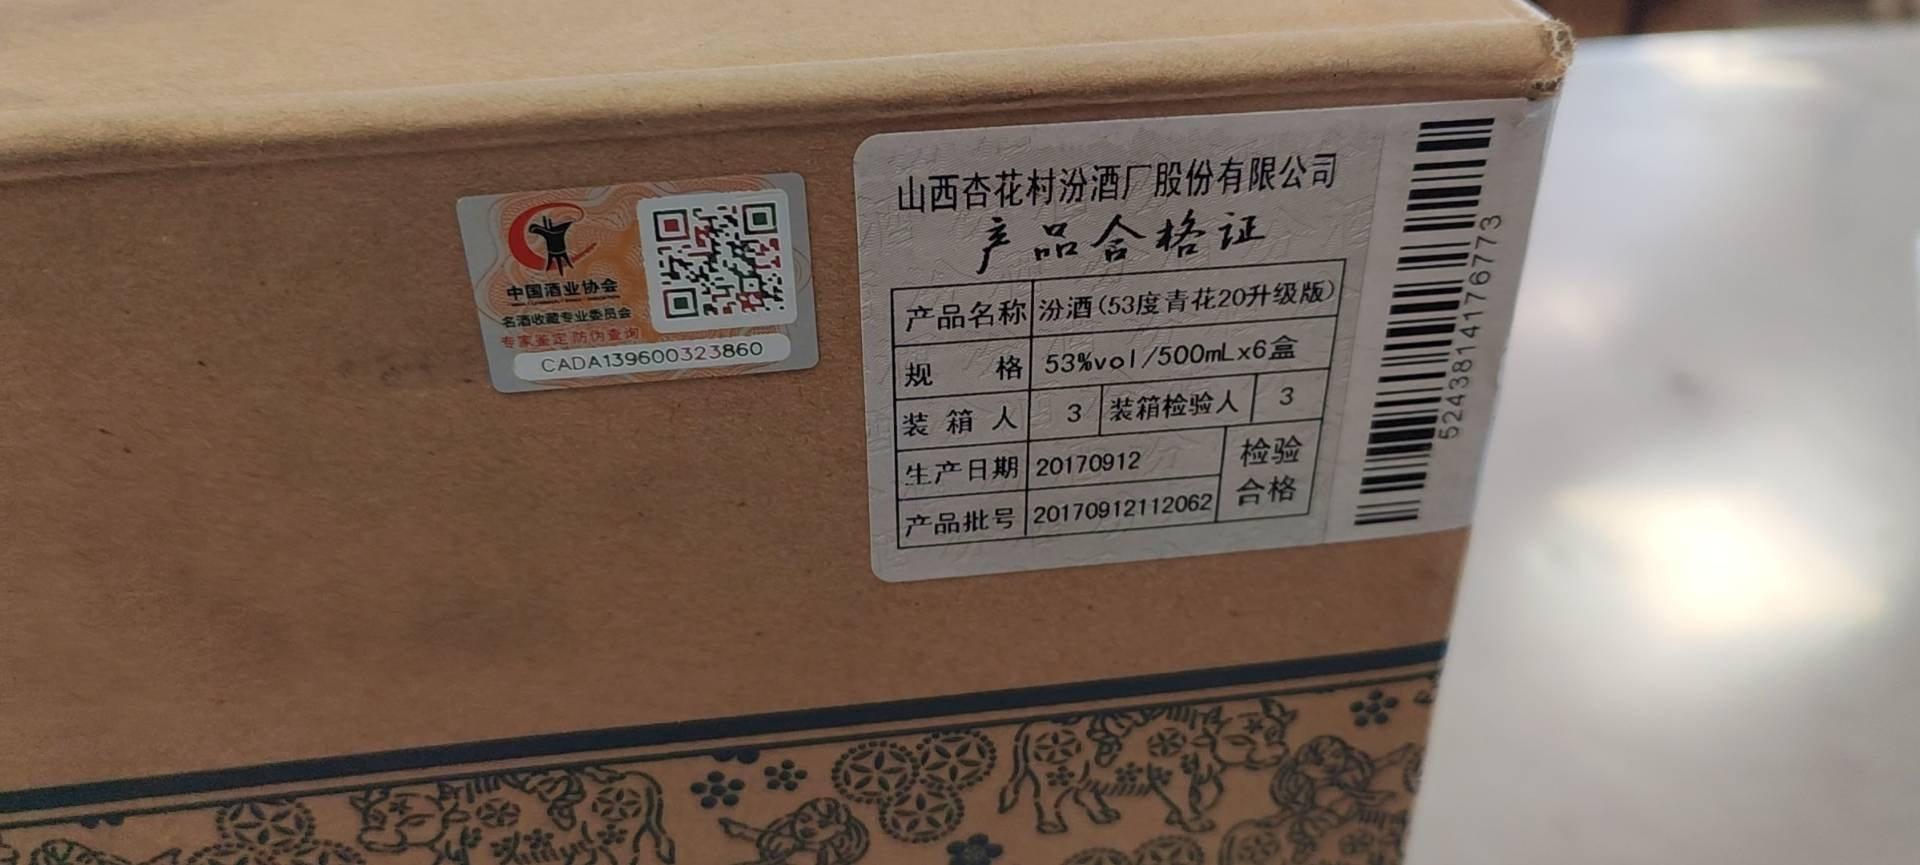 中国酒业协会
名酒收藏专业委员会
专家鉴定 防伪查询
CADA139600323860
山西杏花村汾酒厂股份有限公司
产品合格证
产品名称 汾酒(53度青花20升级版)
规 格 53%vol/500mLx6盒
装箱人 3 装箱检验人 3
生产日期 20170912
检验
合格
产品批号 20170912112062
5243814176773